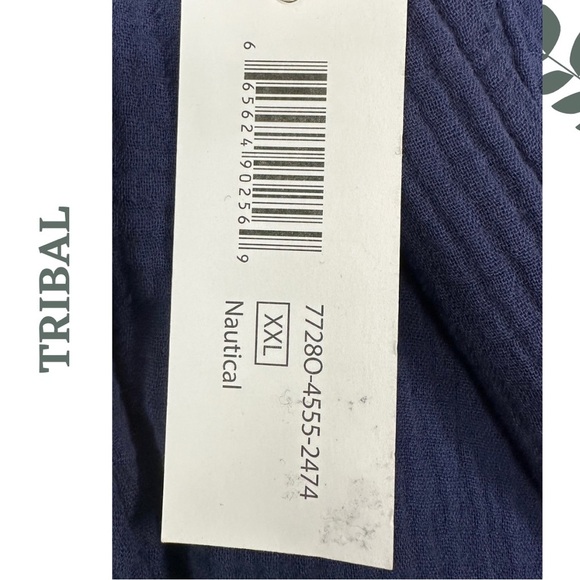 TRIBAL
6 65624 90256 9
77280-4555-2474
XXL
Nautical